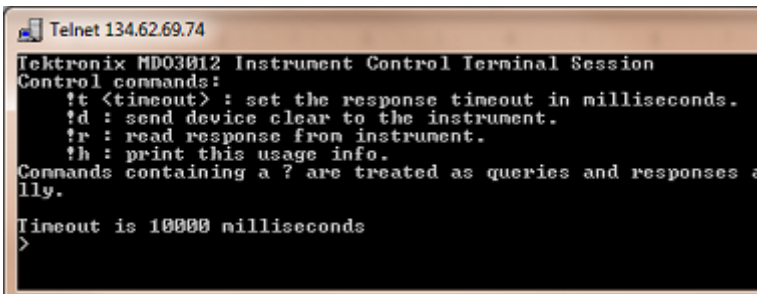 Telnet 134.62.69.74
Tektronix MDO3012 Instrument Control Terminal Session
Control commands:
!t <timeout> : set the response timeout in milliseconds.
!d : send device clear to the instrument.
!r : read response from instrument.
!h : print this usage info.
Commands containing a ? are treated as queries and responses a
lly.
Timeout is 10000 milliseconds
>